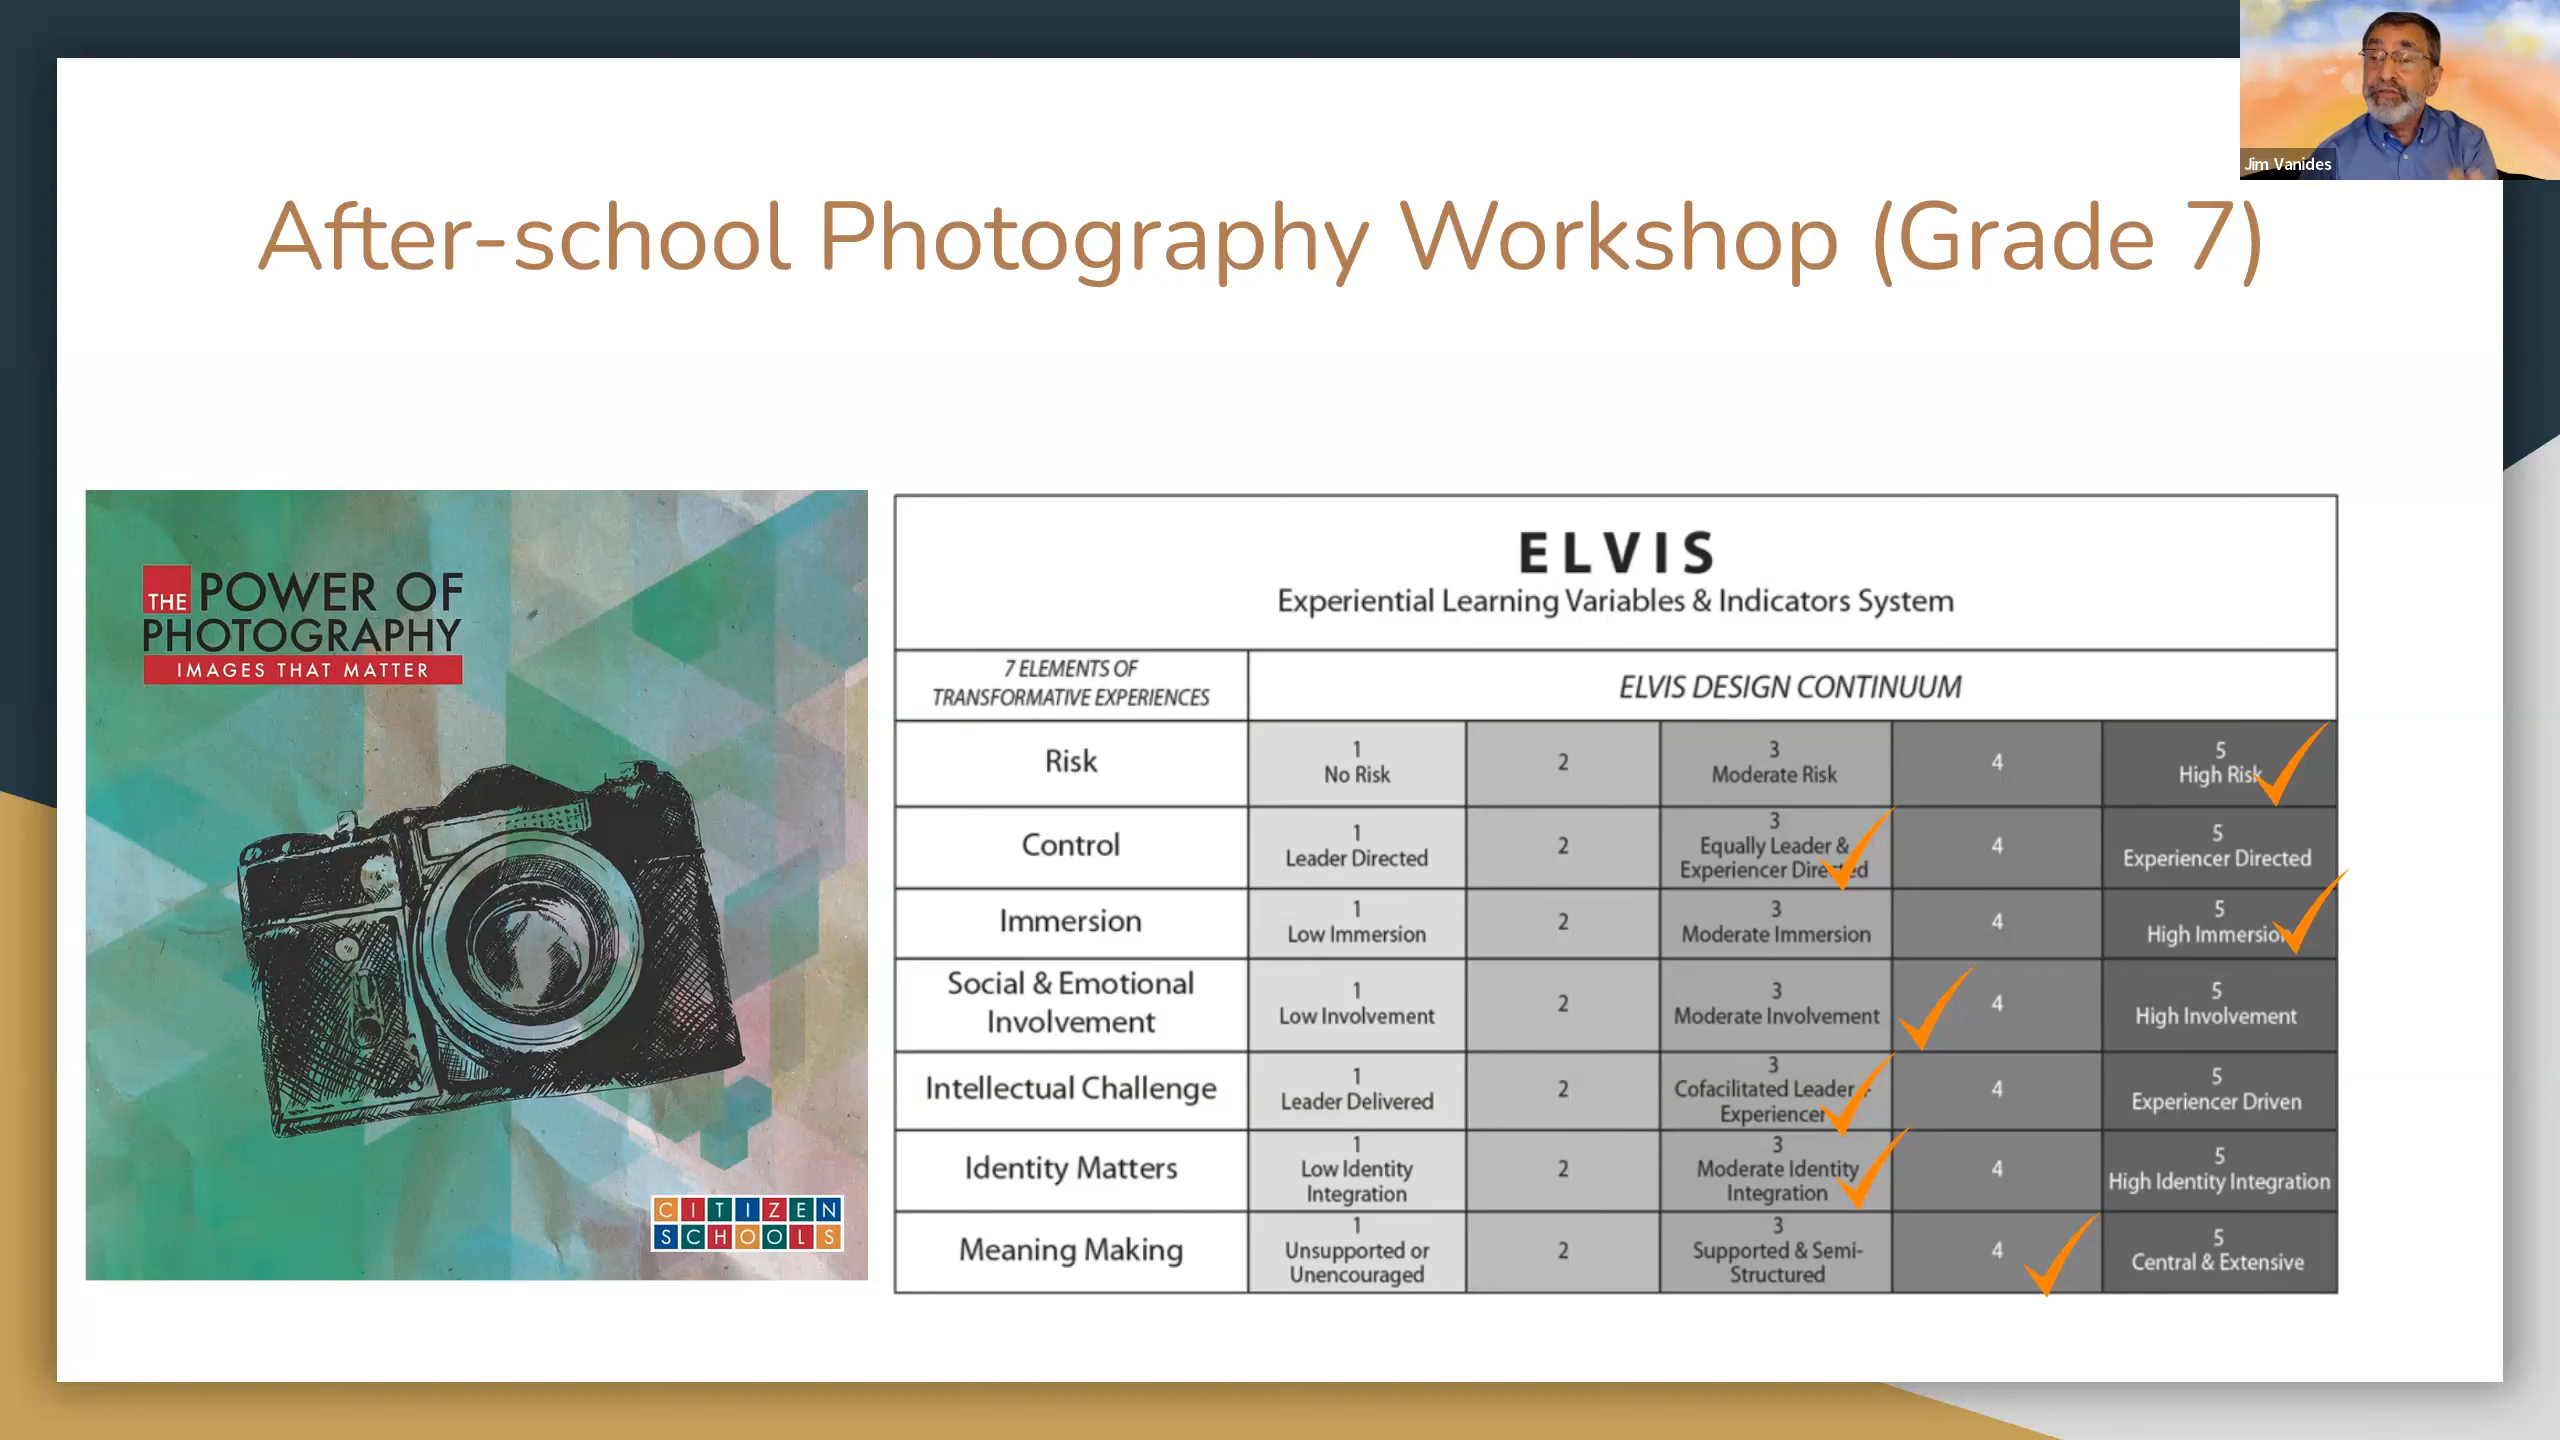 Jim Vanides
After-school Photography Workshop (Grade 7)
THE POWER OF
PHOTOGRAPHY
IMAGES THAT MATTER
CITIZEN
SCHOOLS
ELVIS
Experiential Learning Variables & Indicators System
7 ELEMENTS OF
TRANSFORMATIVE EXPERIENCES
ELVIS DESIGN CONTINUUM
Risk
1
No Risk
2
3
Moderate Risk
4
5
High Risk
Control
1
Leader Directed
2
3
Equally Leader &
Experiencer Directed
4
5
Experiencer Directed
Immersion
1
Low Immersion
2
3
Moderate Immersion
4
5
High Immersion
Social & Emotional
Involvement
1
Low Involvement
2
3
Moderate Involvement
4
5
High Involvement
Intellectual Challenge
1
Leader Delivered
2
3
Cofacilitated Leader +
Experiencer
4
5
Experiencer Driven
Identity Matters
1
Low Identity
Integration
2
3
Moderate Identity
Integration
4
5
High Identity Integration
Meaning Making
1
Unsupported or
Unencouraged
2
3
Supported & Semi-
Structured
4
5
Central & Extensive